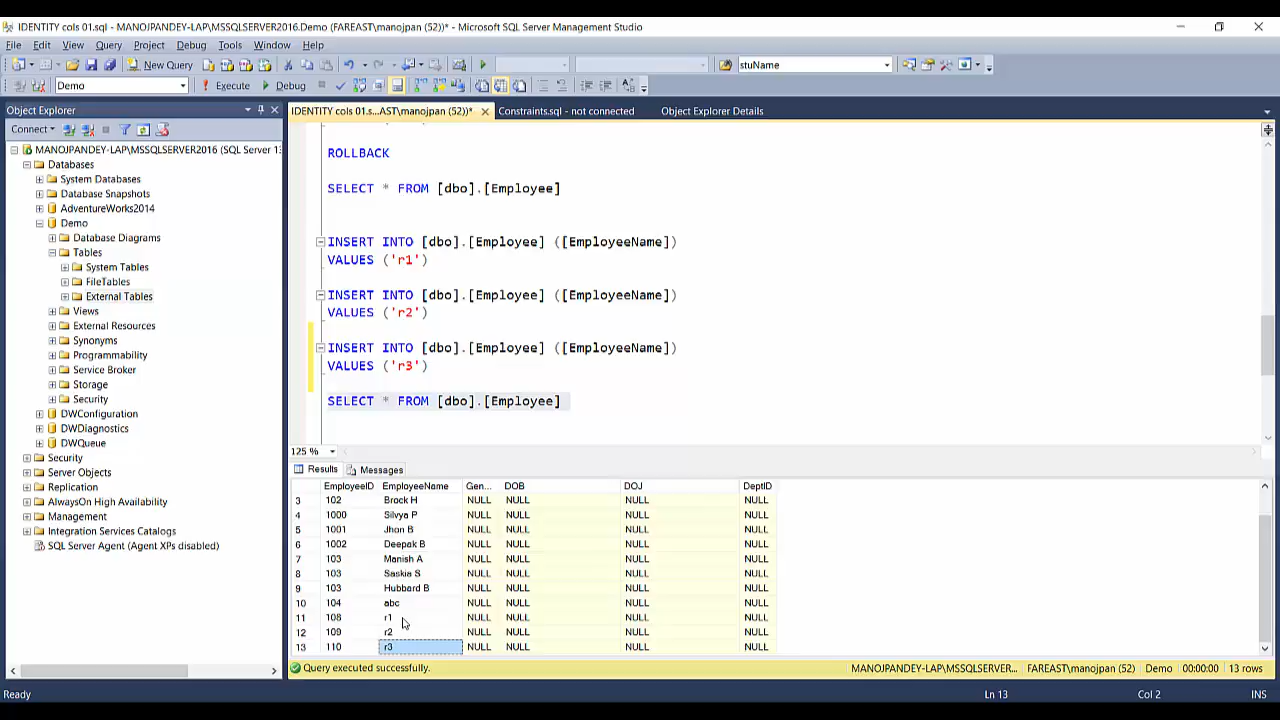 IDENTITY cols 01.sql - MANOJPANDEY-LAP\MSSQLSERVER2016.Demo (FAREAST\manojpan (52))* - Microsoft SQL Server Management Studio
File Edit View Query Project Debug Tools Window Help
New Query stuName
Demo Execute Debug
Object Explorer
IDENTITY cols 01.s...AST\manojpan (52))* Constraints.sql - not connected Object Explorer Details
Connect
MANOJPANDEY-LAP\MSSQLSERVER2016 (SQL Server 13
Databases
System Databases
Database Snapshots
AdventureWorks2014
Demo
Database Diagrams
Tables
System Tables
FileTables
External Tables
Views
External Resources
Synonyms
Programmability
Service Broker
Storage
Security
DWConfiguration
DWDiagnostics
DWQueue
Security
Server Objects
Replication
AlwaysOn High Availability
Management
Integration Services Catalogs
SQL Server Agent (Agent XPs disabled)
ROLLBACK
SELECT * FROM [dbo].[Employee]
INSERT INTO [dbo].[Employee] ([EmployeeName])
VALUES ('r1')
INSERT INTO [dbo].[Employee] ([EmployeeName])
VALUES ('r2')
INSERT INTO [dbo].[Employee] ([EmployeeName])
VALUES ('r3')
SELECT * FROM [dbo].[Employee]
125 %
Results Messages
EmployeeID EmployeeName Gen... DOB DOJ DeptID
3 102 Brock H NULL NULL NULL NULL
4 1000 Silvya P NULL NULL NULL NULL
5 1001 Jhon B NULL NULL NULL NULL
6 1002 Deepak B NULL NULL NULL NULL
7 103 Manish A NULL NULL NULL NULL
8 103 Saskia S NULL NULL NULL NULL
9 103 Hubbard B NULL NULL NULL NULL
10 104 abc NULL NULL NULL NULL
11 108 r1 NULL NULL NULL NULL
12 109 r2 NULL NULL NULL NULL
13 110 r3 NULL NULL NULL NULL
Query executed successfully. MANOJPANDEY-LAP\MSSQLSERVER... FAREAST\manojpan (52) Demo 00:00:00 13 rows
Ready Ln 13 Col 2 INS